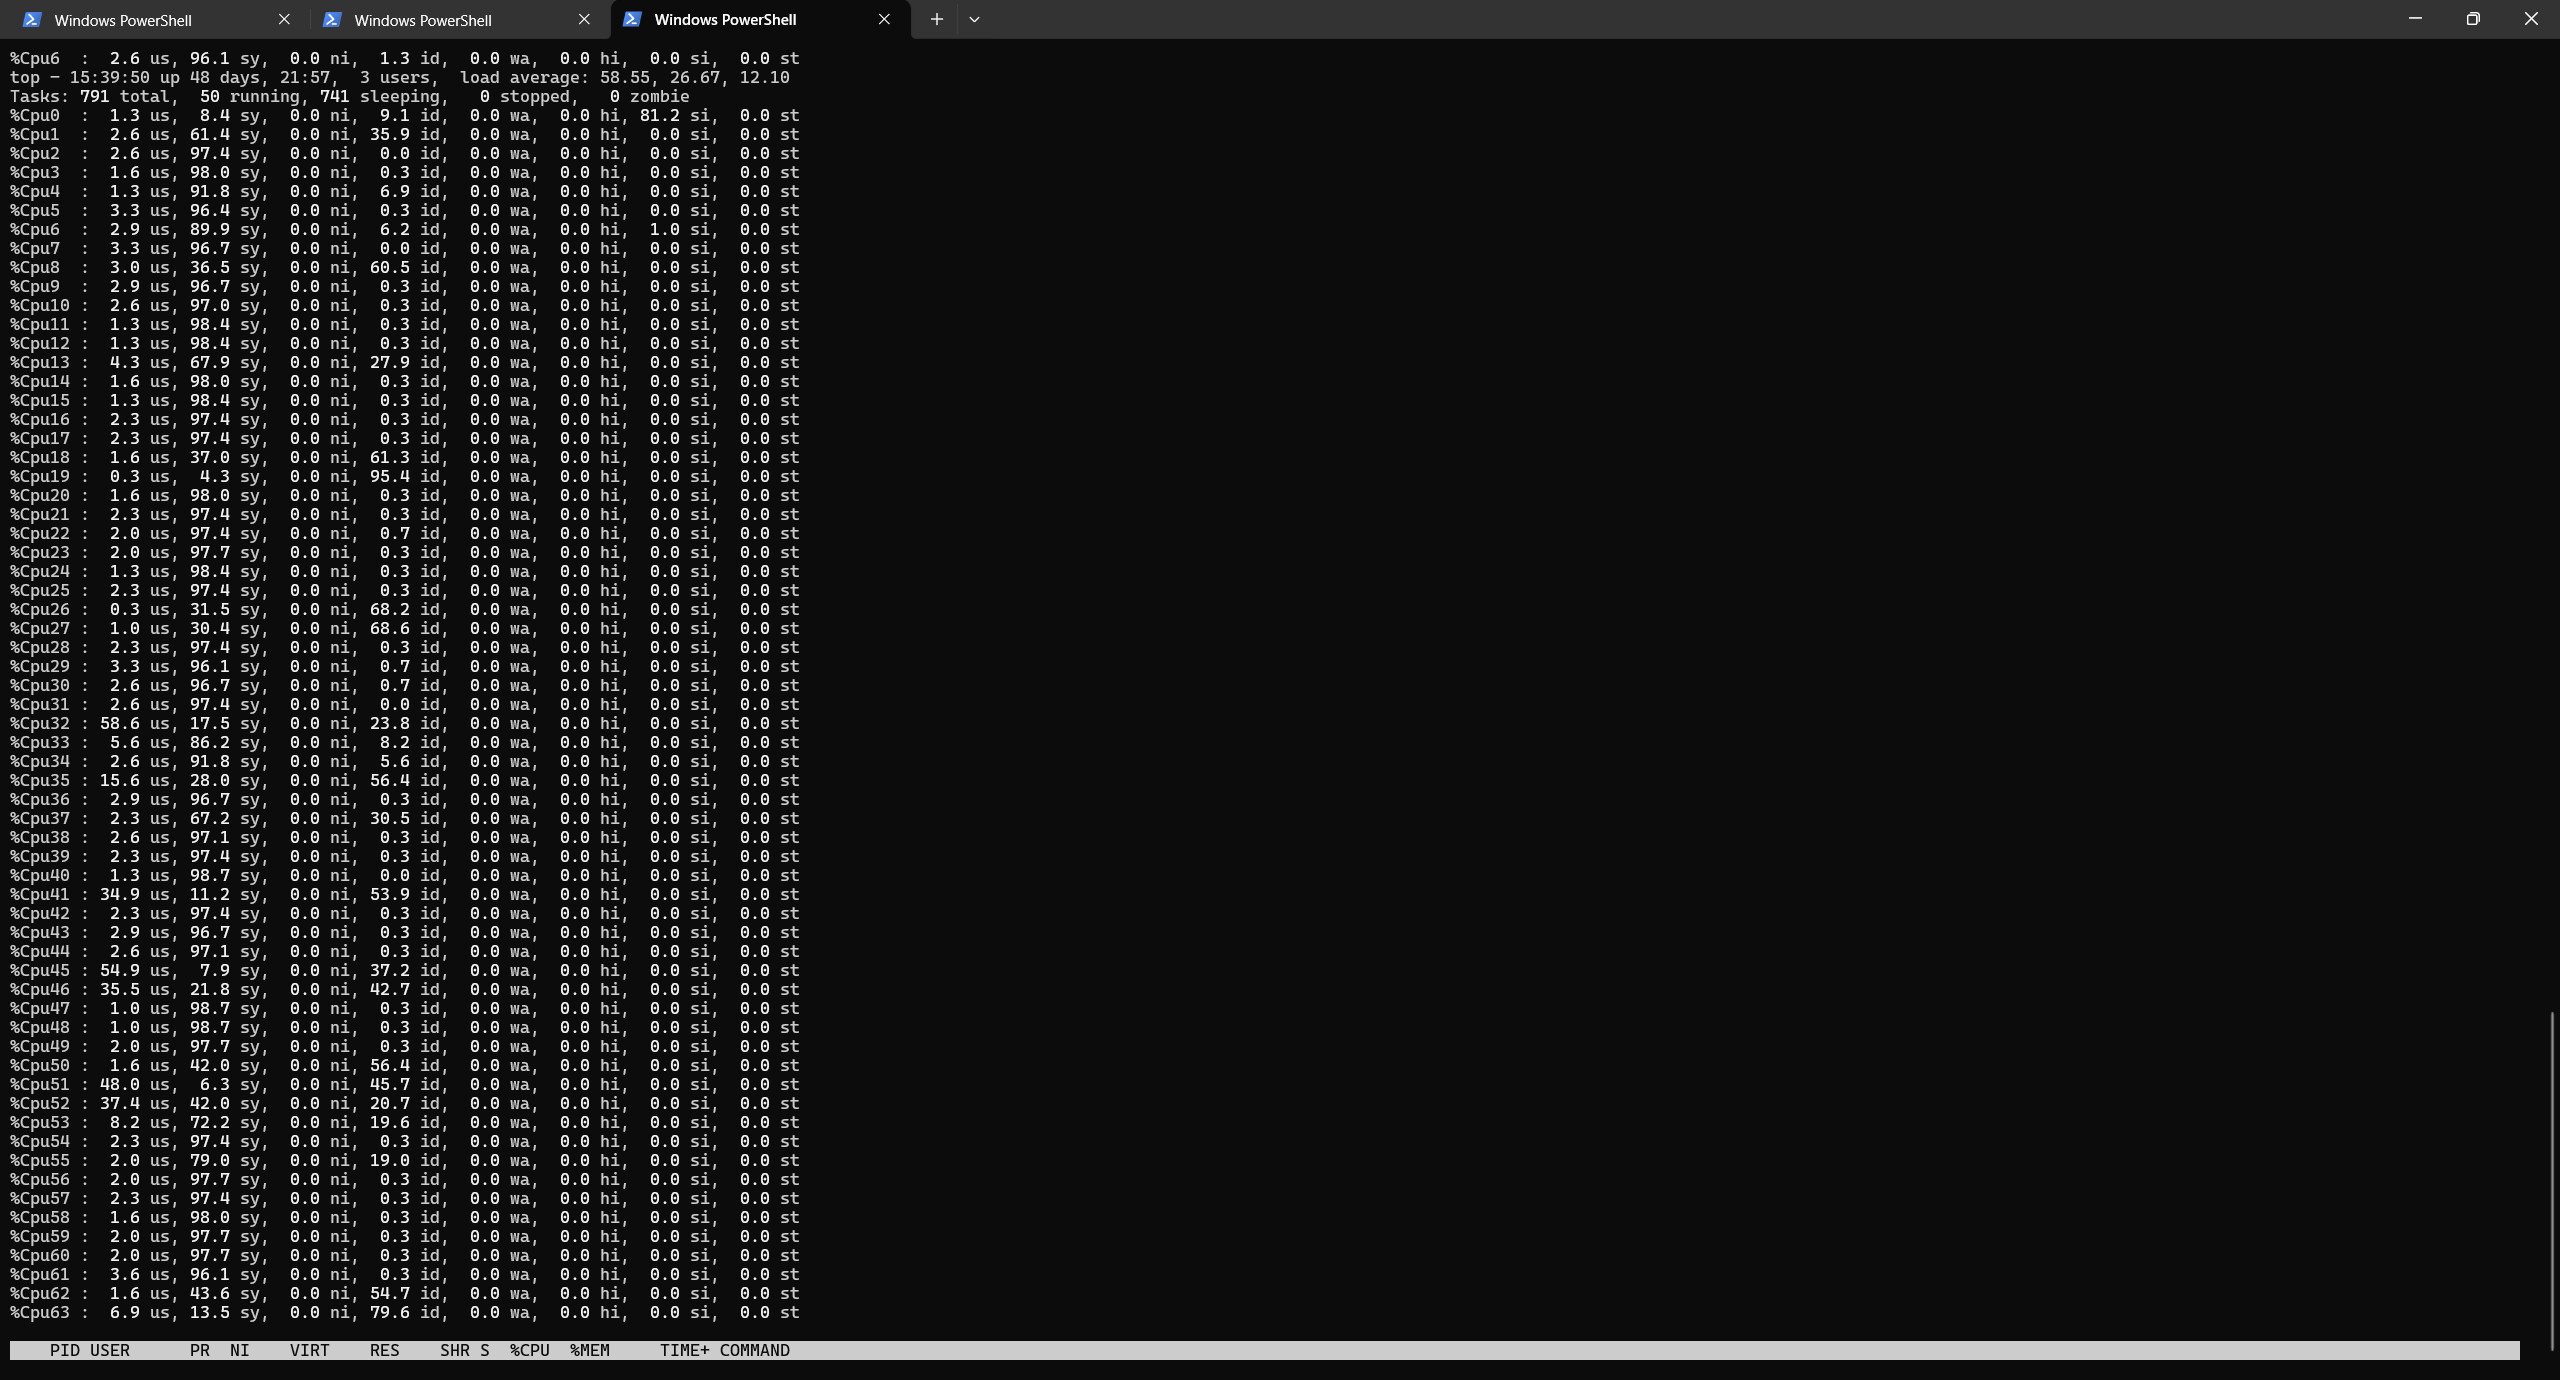 Windows PowerShell
Windows PowerShell
Windows PowerShell
%Cpu6  :  2.6 us, 96.1 sy,  0.0 ni,  1.3 id,  0.0 wa,  0.0 hi,  0.0 si,  0.0 st
top - 15:39:50 up 48 days, 21:57,  3 users,  load average: 58.55, 26.67, 12.10
Tasks: 791 total,  50 running, 741 sleeping,   0 stopped,   0 zombie
%Cpu0  :  1.3 us,  8.4 sy,  0.0 ni,  9.1 id,  0.0 wa,  0.0 hi, 81.2 si,  0.0 st
%Cpu1  :  2.6 us, 61.4 sy,  0.0 ni, 35.9 id,  0.0 wa,  0.0 hi,  0.0 si,  0.0 st
%Cpu2  :  2.6 us, 97.4 sy,  0.0 ni,  0.0 id,  0.0 wa,  0.0 hi,  0.0 si,  0.0 st
%Cpu3  :  1.6 us, 98.0 sy,  0.0 ni,  0.3 id,  0.0 wa,  0.0 hi,  0.0 si,  0.0 st
%Cpu4  :  1.3 us, 91.8 sy,  0.0 ni,  6.9 id,  0.0 wa,  0.0 hi,  0.0 si,  0.0 st
%Cpu5  :  3.3 us, 96.4 sy,  0.0 ni,  0.3 id,  0.0 wa,  0.0 hi,  0.0 si,  0.0 st
%Cpu6  :  2.9 us, 89.9 sy,  0.0 ni,  6.2 id,  0.0 wa,  0.0 hi,  1.0 si,  0.0 st
%Cpu7  :  3.3 us, 96.7 sy,  0.0 ni,  0.0 id,  0.0 wa,  0.0 hi,  0.0 si,  0.0 st
%Cpu8  :  3.0 us, 36.5 sy,  0.0 ni, 60.5 id,  0.0 wa,  0.0 hi,  0.0 si,  0.0 st
%Cpu9  :  2.9 us, 96.7 sy,  0.0 ni,  0.3 id,  0.0 wa,  0.0 hi,  0.0 si,  0.0 st
%Cpu10 :  2.6 us, 97.0 sy,  0.0 ni,  0.3 id,  0.0 wa,  0.0 hi,  0.0 si,  0.0 st
%Cpu11 :  1.3 us, 98.4 sy,  0.0 ni,  0.3 id,  0.0 wa,  0.0 hi,  0.0 si,  0.0 st
%Cpu12 :  1.3 us, 98.4 sy,  0.0 ni,  0.3 id,  0.0 wa,  0.0 hi,  0.0 si,  0.0 st
%Cpu13 :  4.3 us, 67.9 sy,  0.0 ni, 27.9 id,  0.0 wa,  0.0 hi,  0.0 si,  0.0 st
%Cpu14 :  1.6 us, 98.0 sy,  0.0 ni,  0.3 id,  0.0 wa,  0.0 hi,  0.0 si,  0.0 st
%Cpu15 :  1.3 us, 98.4 sy,  0.0 ni,  0.3 id,  0.0 wa,  0.0 hi,  0.0 si,  0.0 st
%Cpu16 :  2.3 us, 97.4 sy,  0.0 ni,  0.3 id,  0.0 wa,  0.0 hi,  0.0 si,  0.0 st
%Cpu17 :  2.3 us, 97.4 sy,  0.0 ni,  0.3 id,  0.0 wa,  0.0 hi,  0.0 si,  0.0 st
%Cpu18 :  1.6 us, 37.0 sy,  0.0 ni, 61.3 id,  0.0 wa,  0.0 hi,  0.0 si,  0.0 st
%Cpu19 :  0.3 us,  4.3 sy,  0.0 ni, 95.4 id,  0.0 wa,  0.0 hi,  0.0 si,  0.0 st
%Cpu20 :  1.6 us, 98.0 sy,  0.0 ni,  0.3 id,  0.0 wa,  0.0 hi,  0.0 si,  0.0 st
%Cpu21 :  2.3 us, 97.4 sy,  0.0 ni,  0.3 id,  0.0 wa,  0.0 hi,  0.0 si,  0.0 st
%Cpu22 :  2.0 us, 97.4 sy,  0.0 ni,  0.7 id,  0.0 wa,  0.0 hi,  0.0 si,  0.0 st
%Cpu23 :  2.0 us, 97.7 sy,  0.0 ni,  0.3 id,  0.0 wa,  0.0 hi,  0.0 si,  0.0 st
%Cpu24 :  1.3 us, 98.4 sy,  0.0 ni,  0.3 id,  0.0 wa,  0.0 hi,  0.0 si,  0.0 st
%Cpu25 :  2.3 us, 97.4 sy,  0.0 ni,  0.3 id,  0.0 wa,  0.0 hi,  0.0 si,  0.0 st
%Cpu26 :  0.3 us, 31.5 sy,  0.0 ni, 68.2 id,  0.0 wa,  0.0 hi,  0.0 si,  0.0 st
%Cpu27 :  1.0 us, 30.4 sy,  0.0 ni, 68.6 id,  0.0 wa,  0.0 hi,  0.0 si,  0.0 st
%Cpu28 :  2.3 us, 97.4 sy,  0.0 ni,  0.3 id,  0.0 wa,  0.0 hi,  0.0 si,  0.0 st
%Cpu29 :  3.3 us, 96.1 sy,  0.0 ni,  0.7 id,  0.0 wa,  0.0 hi,  0.0 si,  0.0 st
%Cpu30 :  2.6 us, 96.7 sy,  0.0 ni,  0.7 id,  0.0 wa,  0.0 hi,  0.0 si,  0.0 st
%Cpu31 :  2.6 us, 97.4 sy,  0.0 ni,  0.0 id,  0.0 wa,  0.0 hi,  0.0 si,  0.0 st
%Cpu32 : 58.6 us, 17.5 sy,  0.0 ni, 23.8 id,  0.0 wa,  0.0 hi,  0.0 si,  0.0 st
%Cpu33 :  5.6 us, 86.2 sy,  0.0 ni,  8.2 id,  0.0 wa,  0.0 hi,  0.0 si,  0.0 st
%Cpu34 :  2.6 us, 91.8 sy,  0.0 ni,  5.6 id,  0.0 wa,  0.0 hi,  0.0 si,  0.0 st
%Cpu35 : 15.6 us, 28.0 sy,  0.0 ni, 56.4 id,  0.0 wa,  0.0 hi,  0.0 si,  0.0 st
%Cpu36 :  2.9 us, 96.7 sy,  0.0 ni,  0.3 id,  0.0 wa,  0.0 hi,  0.0 si,  0.0 st
%Cpu37 :  2.3 us, 67.2 sy,  0.0 ni, 30.5 id,  0.0 wa,  0.0 hi,  0.0 si,  0.0 st
%Cpu38 :  2.6 us, 97.1 sy,  0.0 ni,  0.3 id,  0.0 wa,  0.0 hi,  0.0 si,  0.0 st
%Cpu39 :  2.3 us, 97.4 sy,  0.0 ni,  0.3 id,  0.0 wa,  0.0 hi,  0.0 si,  0.0 st
%Cpu40 :  1.3 us, 98.7 sy,  0.0 ni,  0.0 id,  0.0 wa,  0.0 hi,  0.0 si,  0.0 st
%Cpu41 : 34.9 us, 11.2 sy,  0.0 ni, 53.9 id,  0.0 wa,  0.0 hi,  0.0 si,  0.0 st
%Cpu42 :  2.3 us, 97.4 sy,  0.0 ni,  0.3 id,  0.0 wa,  0.0 hi,  0.0 si,  0.0 st
%Cpu43 :  2.9 us, 96.7 sy,  0.0 ni,  0.3 id,  0.0 wa,  0.0 hi,  0.0 si,  0.0 st
%Cpu44 :  2.6 us, 97.1 sy,  0.0 ni,  0.3 id,  0.0 wa,  0.0 hi,  0.0 si,  0.0 st
%Cpu45 : 54.9 us,  7.9 sy,  0.0 ni, 37.2 id,  0.0 wa,  0.0 hi,  0.0 si,  0.0 st
%Cpu46 : 35.5 us, 21.8 sy,  0.0 ni, 42.7 id,  0.0 wa,  0.0 hi,  0.0 si,  0.0 st
%Cpu47 :  1.0 us, 98.7 sy,  0.0 ni,  0.3 id,  0.0 wa,  0.0 hi,  0.0 si,  0.0 st
%Cpu48 :  1.0 us, 98.7 sy,  0.0 ni,  0.3 id,  0.0 wa,  0.0 hi,  0.0 si,  0.0 st
%Cpu49 :  2.0 us, 97.7 sy,  0.0 ni,  0.3 id,  0.0 wa,  0.0 hi,  0.0 si,  0.0 st
%Cpu50 :  1.6 us, 42.0 sy,  0.0 ni, 56.4 id,  0.0 wa,  0.0 hi,  0.0 si,  0.0 st
%Cpu51 : 48.0 us,  6.3 sy,  0.0 ni, 45.7 id,  0.0 wa,  0.0 hi,  0.0 si,  0.0 st
%Cpu52 : 37.4 us, 42.0 sy,  0.0 ni, 20.7 id,  0.0 wa,  0.0 hi,  0.0 si,  0.0 st
%Cpu53 :  8.2 us, 72.2 sy,  0.0 ni, 19.6 id,  0.0 wa,  0.0 hi,  0.0 si,  0.0 st
%Cpu54 :  2.3 us, 97.4 sy,  0.0 ni,  0.3 id,  0.0 wa,  0.0 hi,  0.0 si,  0.0 st
%Cpu55 :  2.0 us, 79.0 sy,  0.0 ni, 19.0 id,  0.0 wa,  0.0 hi,  0.0 si,  0.0 st
%Cpu56 :  2.0 us, 97.7 sy,  0.0 ni,  0.3 id,  0.0 wa,  0.0 hi,  0.0 si,  0.0 st
%Cpu57 :  2.3 us, 97.4 sy,  0.0 ni,  0.3 id,  0.0 wa,  0.0 hi,  0.0 si,  0.0 st
%Cpu58 :  1.6 us, 98.0 sy,  0.0 ni,  0.3 id,  0.0 wa,  0.0 hi,  0.0 si,  0.0 st
%Cpu59 :  2.0 us, 97.7 sy,  0.0 ni,  0.3 id,  0.0 wa,  0.0 hi,  0.0 si,  0.0 st
%Cpu60 :  2.0 us, 97.7 sy,  0.0 ni,  0.3 id,  0.0 wa,  0.0 hi,  0.0 si,  0.0 st
%Cpu61 :  3.6 us, 96.1 sy,  0.0 ni,  0.3 id,  0.0 wa,  0.0 hi,  0.0 si,  0.0 st
%Cpu62 :  1.6 us, 43.6 sy,  0.0 ni, 54.7 id,  0.0 wa,  0.0 hi,  0.0 si,  0.0 st
%Cpu63 :  6.9 us, 13.5 sy,  0.0 ni, 79.6 id,  0.0 wa,  0.0 hi,  0.0 si,  0.0 st
PID USER      PR  NI    VIRT    RES    SHR S  %CPU  %MEM     TIME+ COMMAND